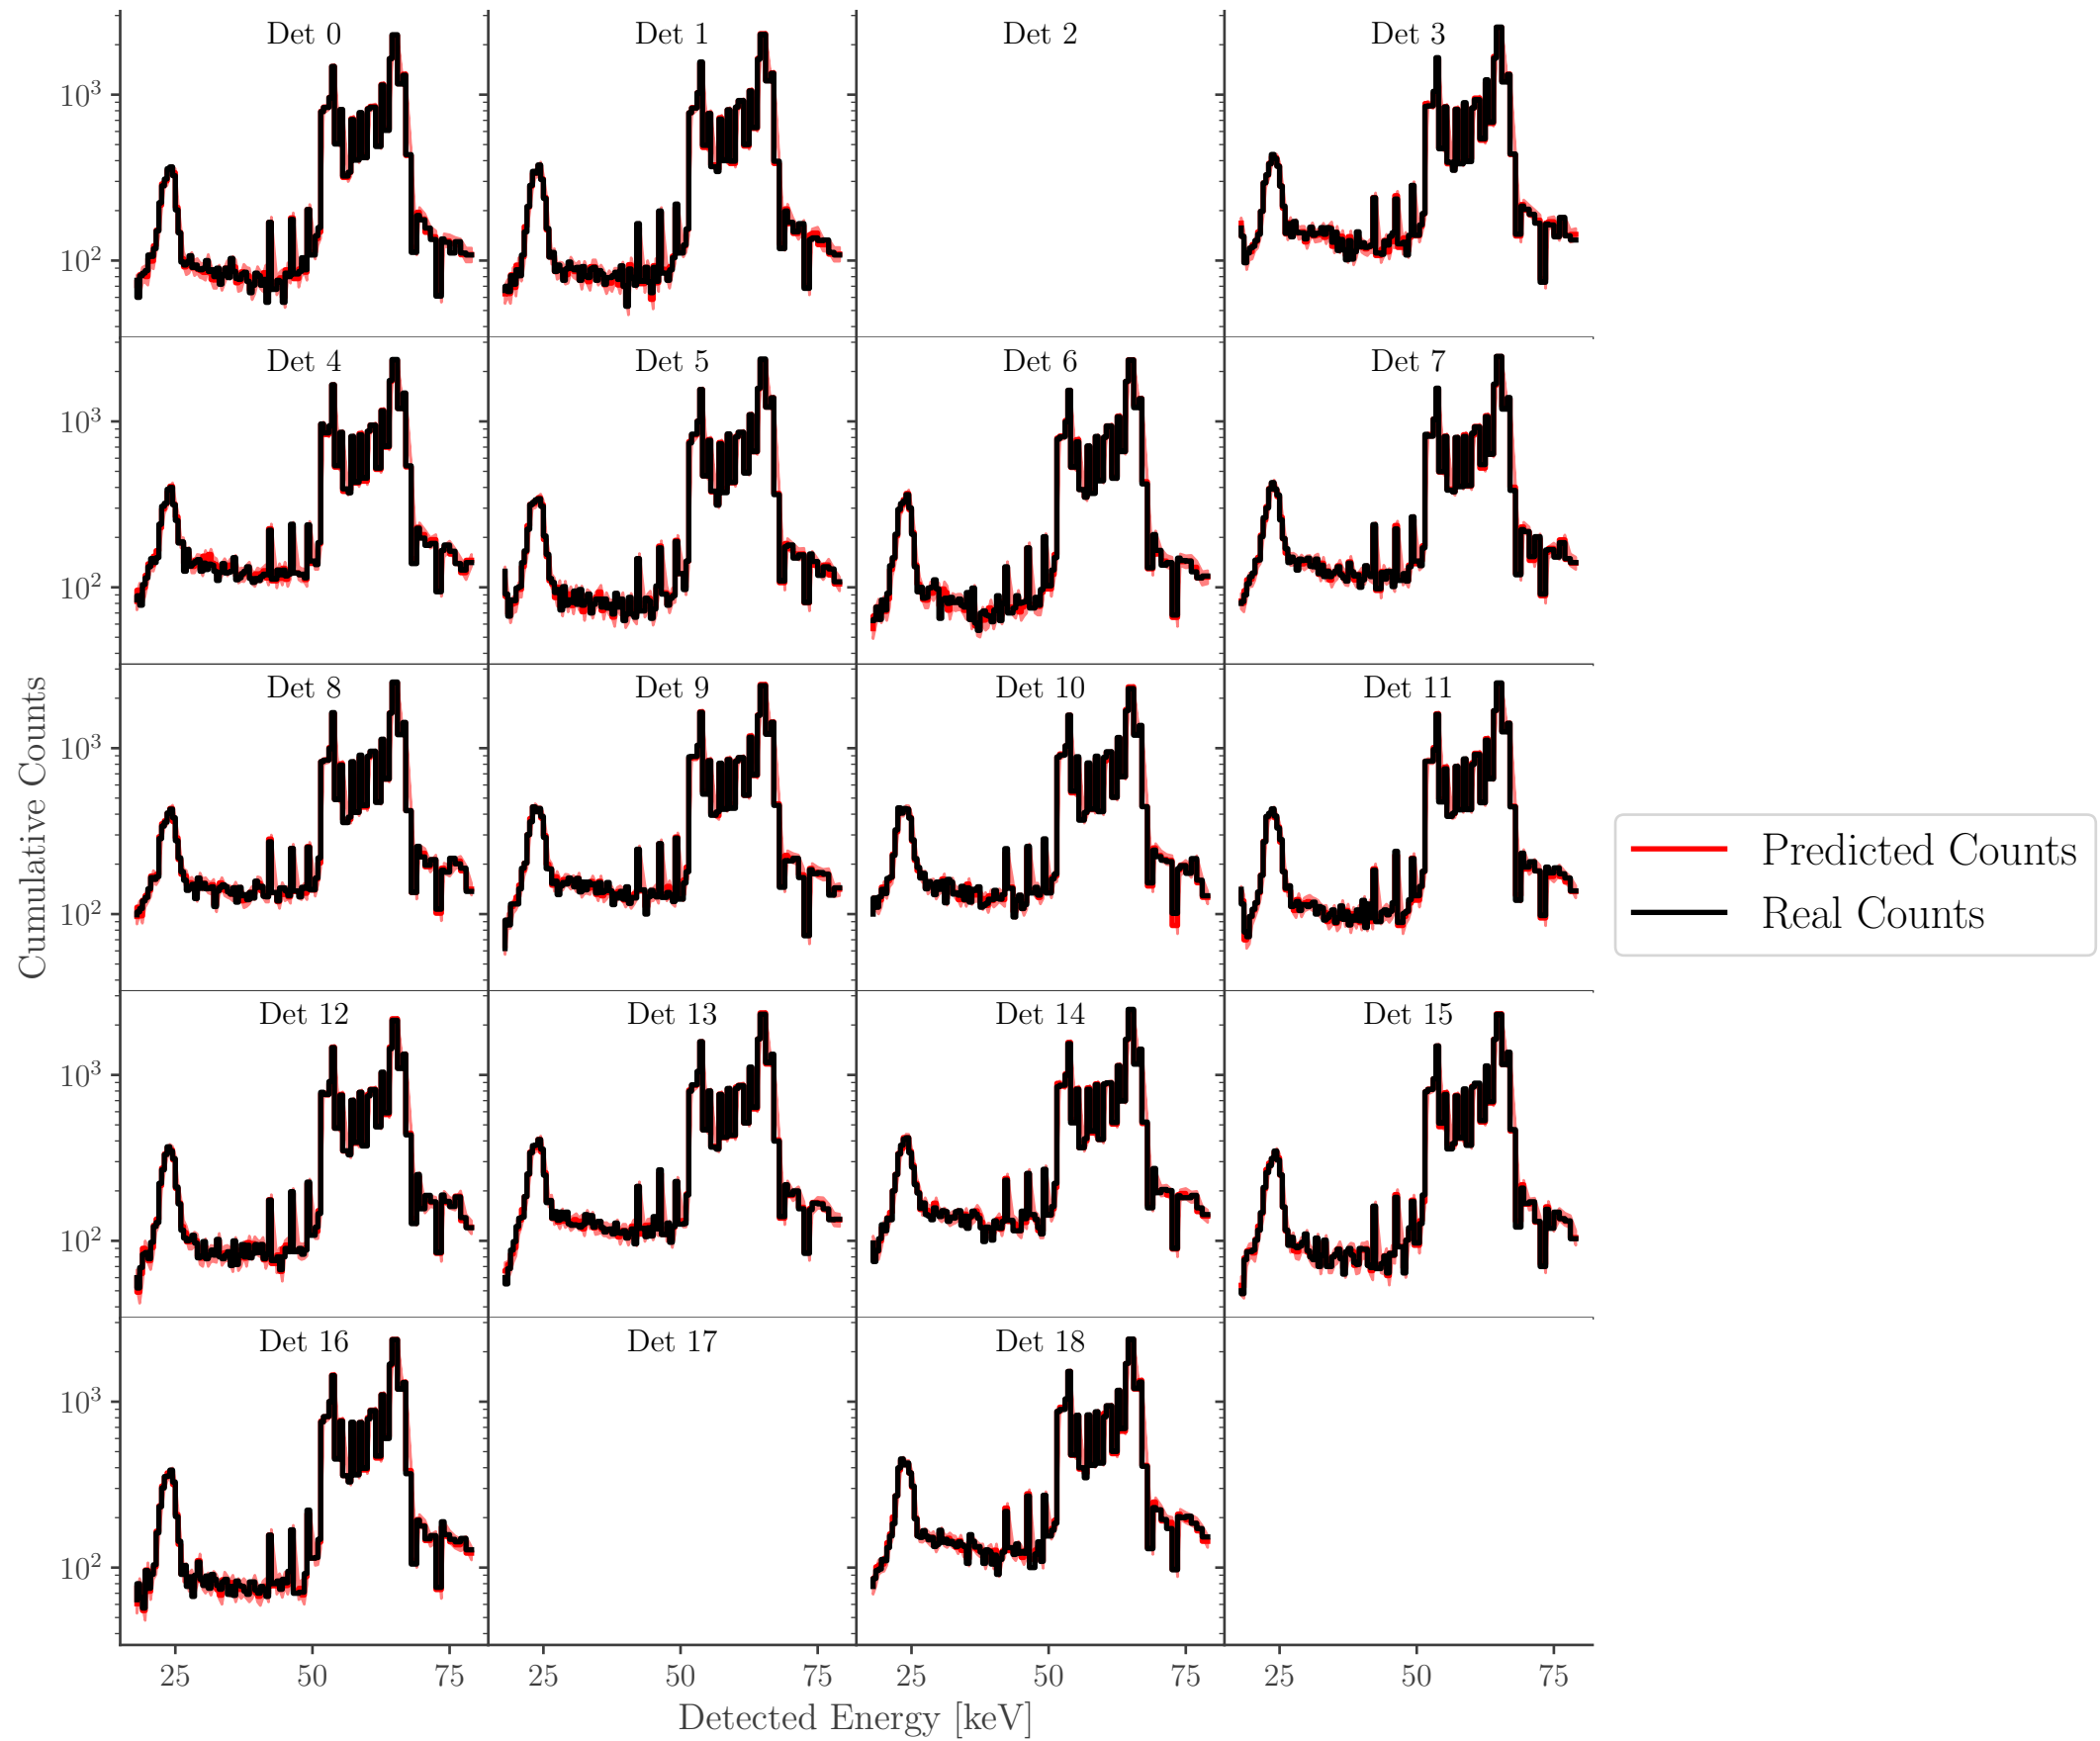 Det 0
Det 1
Det 2
Det 3
10³
10²
Det 4
Det 5
Det 6
Det 7
10³
10²
Det 8
Det 9
Det 10
Det 11
10³
10²
Cumulative Counts
Predicted Counts
Real Counts
Det 12
Det 13
Det 14
Det 15
10³
10²
Det 16
Det 17
Det 18
10³
10²
25 50 75 25 50 75 25 50 75 25 50 75
Detected Energy [keV]